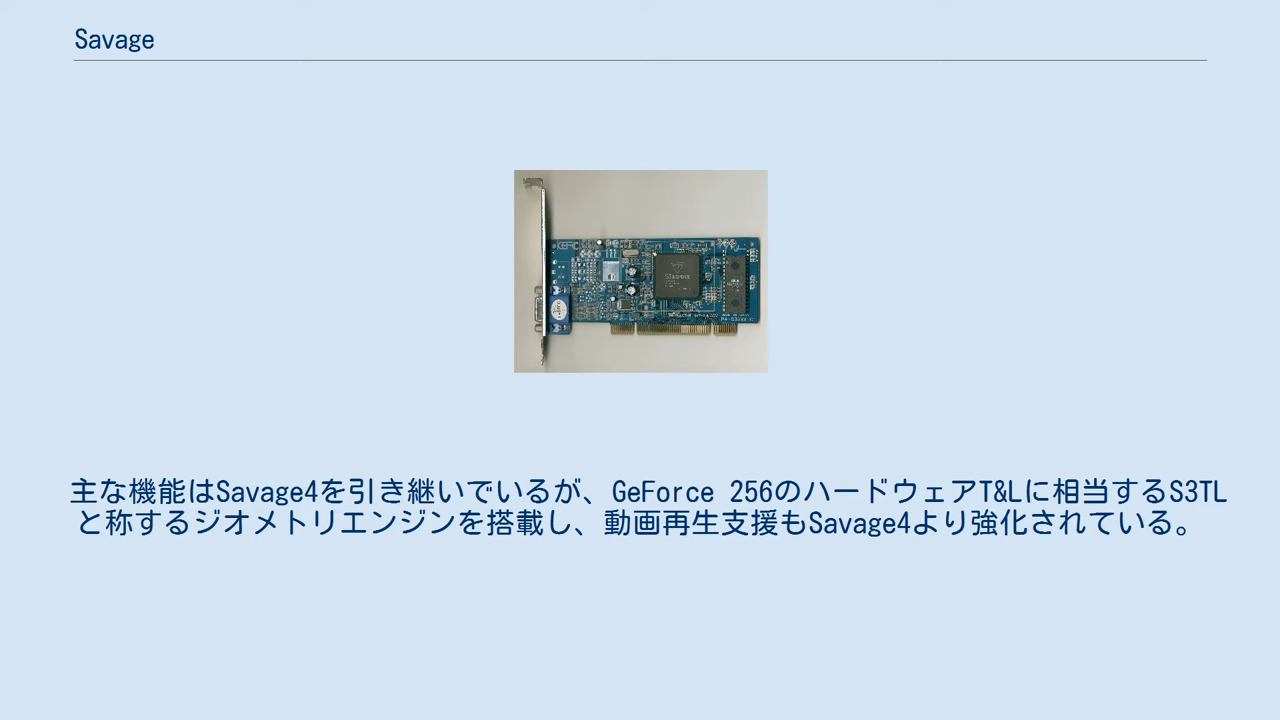 Savage
主な機能はSavage4を引き継いでいるが、GeForce 256のハードウェアT&Lに相当するS3TL
と称するジオメトリエンジンを搭載し、動画再生支援もSavage4より強化されている。